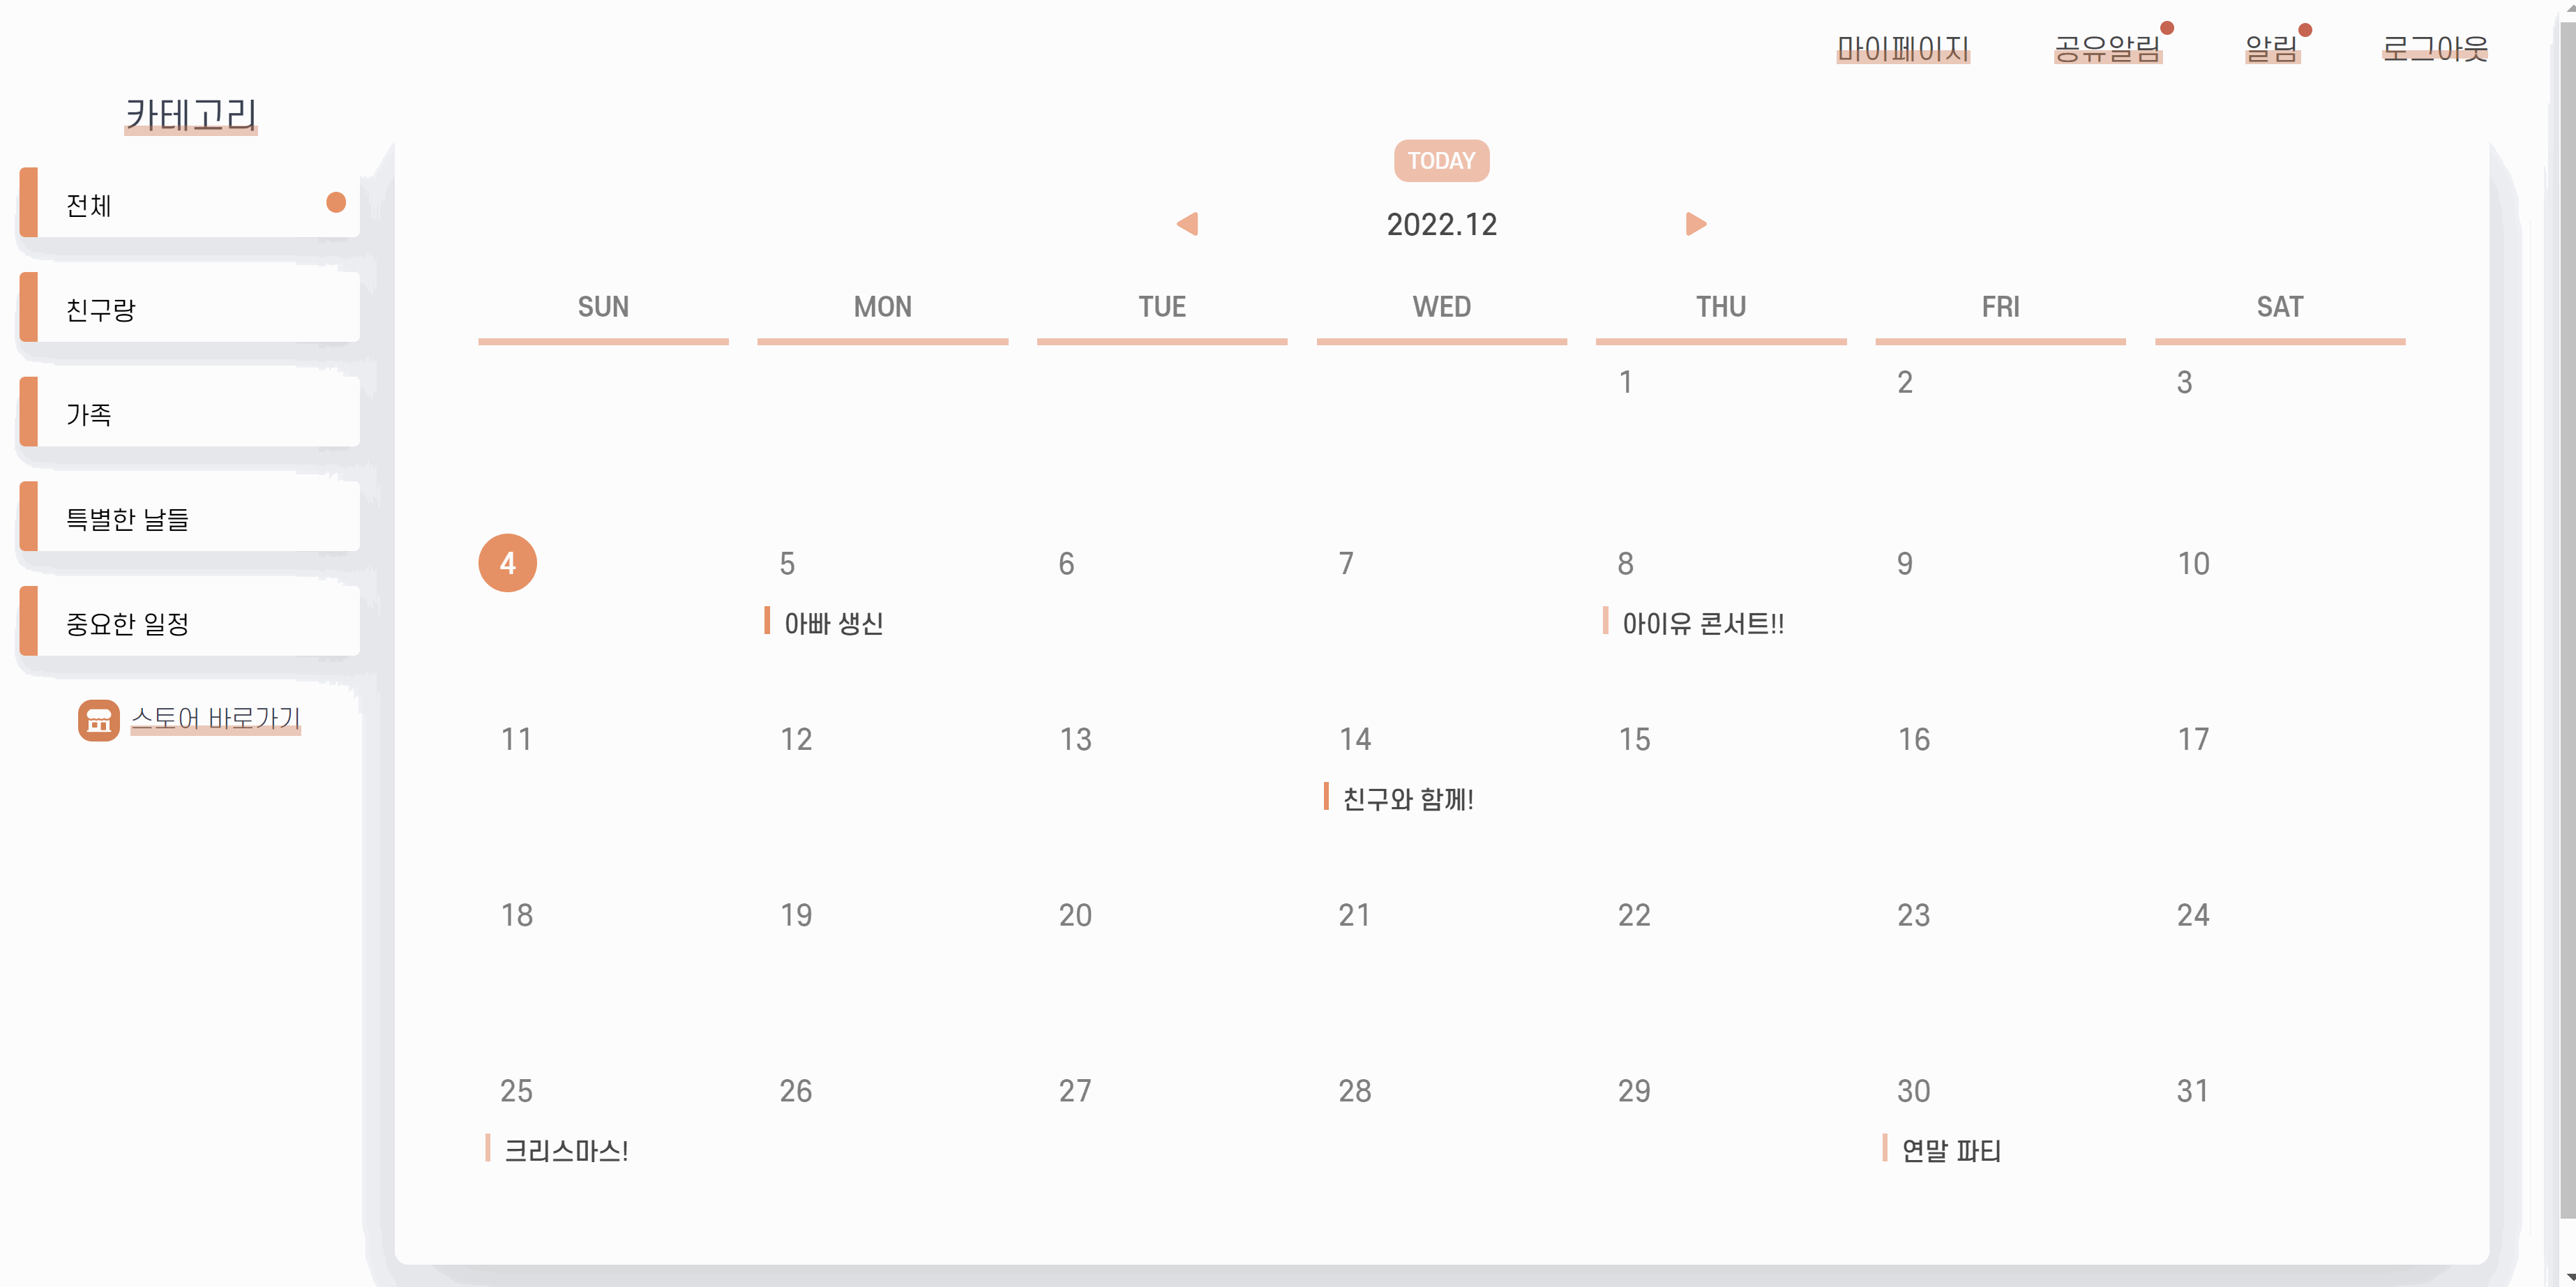 마이페이지 공유알림 알림 로그아웃
카테고리
전체
친구랑
가족
특별한 날들
중요한 일정
스토어 바로가기
TODAY
2022.12
SUN MON TUE WED THU FRI SAT
1 2 3
4 5 6 7 8 9 10
아빠 생신 아이유 콘서트!!
11 12 13 14 15 16 17
친구와 함께!
18 19 20 21 22 23 24
25 26 27 28 29 30 31
크리스마스! 연말 파티